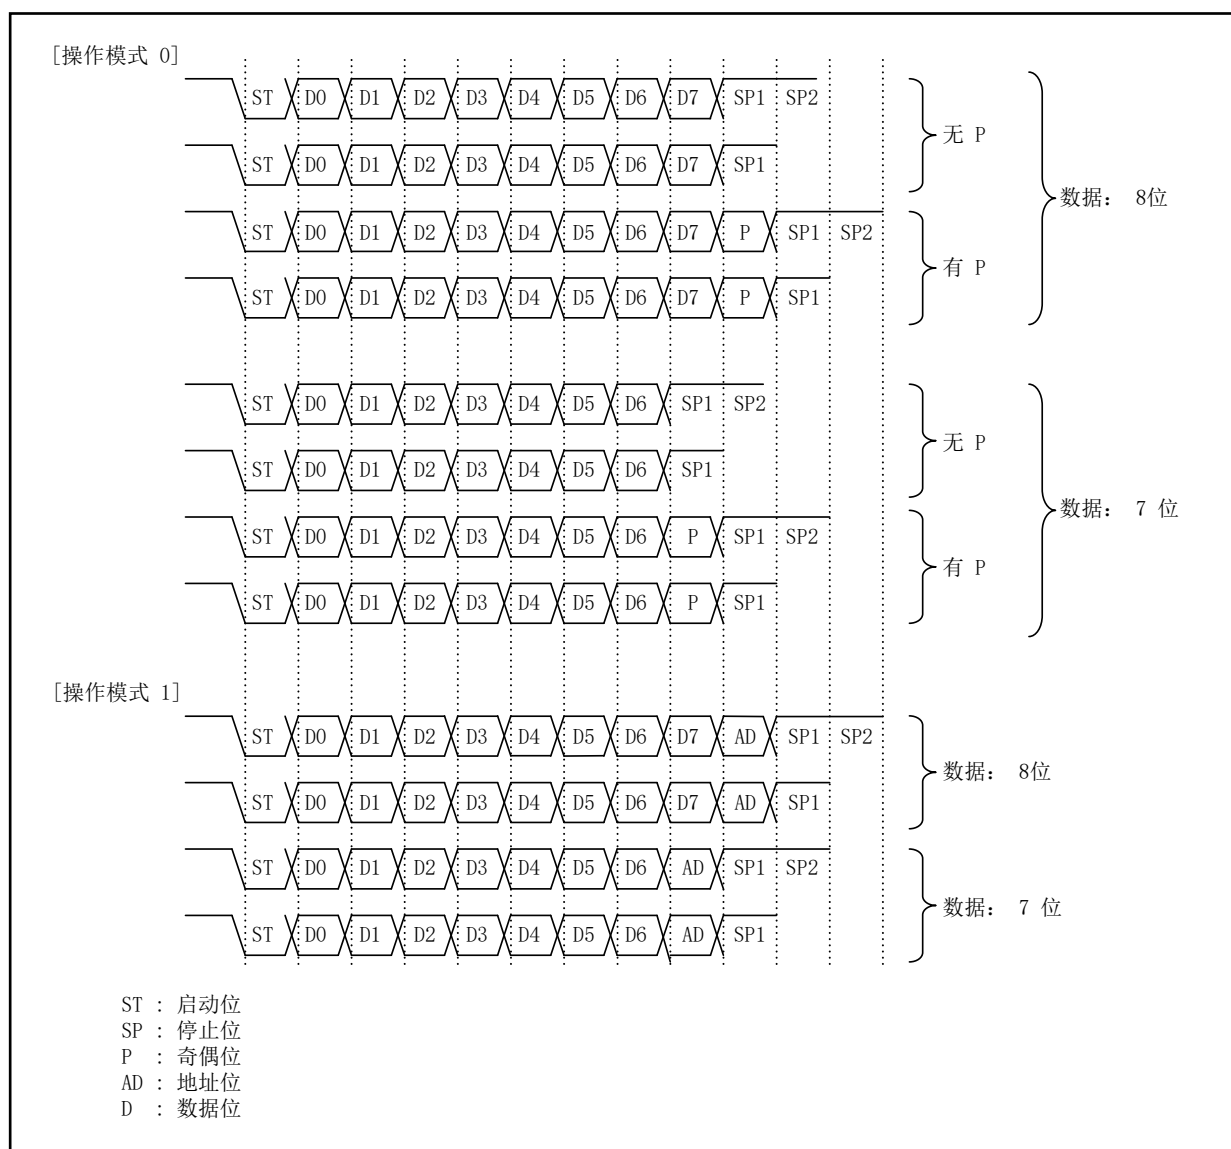 [操作模式 0]
ST D0 D1 D2 D3 D4 D5 D6 D7 SP1 SP2
ST D0 D1 D2 D3 D4 D5 D6 D7 SP1
无 P
ST D0 D1 D2 D3 D4 D5 D6 D7 P SP1 SP2
ST D0 D1 D2 D3 D4 D5 D6 D7 P SP1
有 P
数据: 8位
ST D0 D1 D2 D3 D4 D5 D6 SP1 SP2
ST D0 D1 D2 D3 D4 D5 D6 SP1
无 P
ST D0 D1 D2 D3 D4 D5 D6 P SP1 SP2
ST D0 D1 D2 D3 D4 D5 D6 P SP1
有 P
数据: 7 位
[操作模式 1]
ST D0 D1 D2 D3 D4 D5 D6 D7 AD SP1 SP2
ST D0 D1 D2 D3 D4 D5 D6 D7 AD SP1
数据: 8位
ST D0 D1 D2 D3 D4 D5 D6 AD SP1 SP2
ST D0 D1 D2 D3 D4 D5 D6 AD SP1
数据: 7 位
ST : 启动位
SP : 停止位
P : 奇偶位
AD : 地址位
D : 数据位